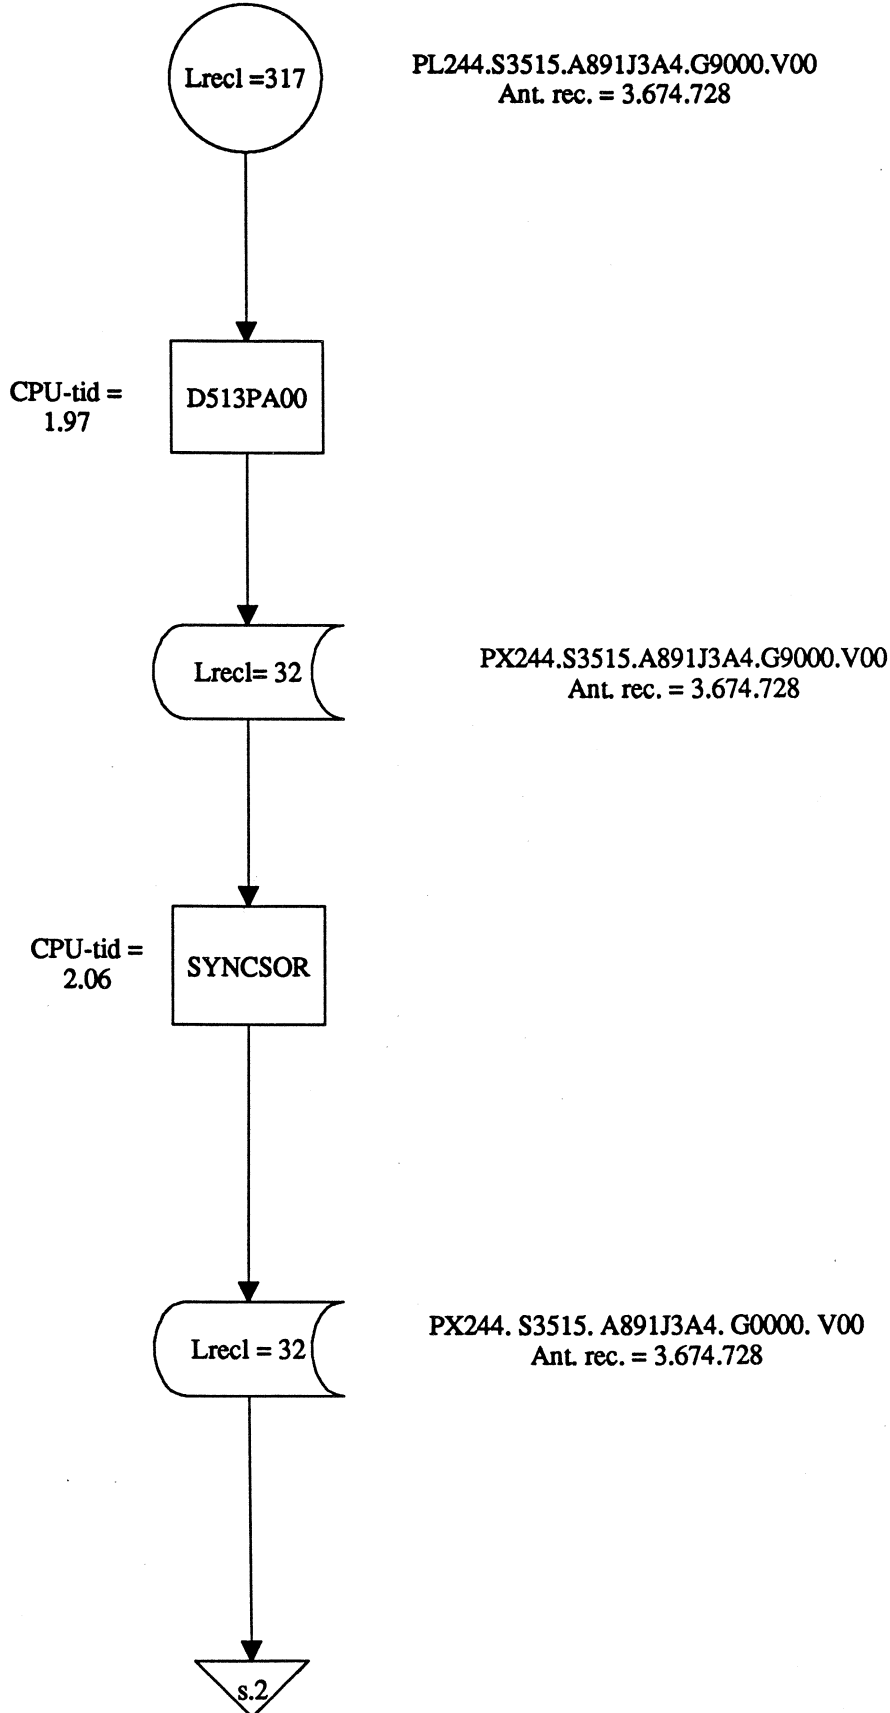 Lrecl =317
PL244.S3515.A891J3A4.G9000.V00
Ant. rec. = 3.674.728
CPU-tid =
1.97
D513PA00
Lrecl= 32
PX244.S3515.A891J3A4.G9000.V00
Ant. rec. = 3.674.728
CPU-tid =
2.06
SYNCSOR
Lrecl = 32
PX244. S3515. A891J3A4. G0000. V00
Ant. rec. = 3.674.728
s.2